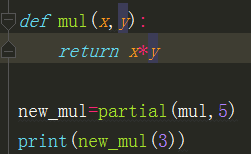 def mul(x,y):
    return x*y
new_mul=partial(mul,5)
print(new_mul(3))